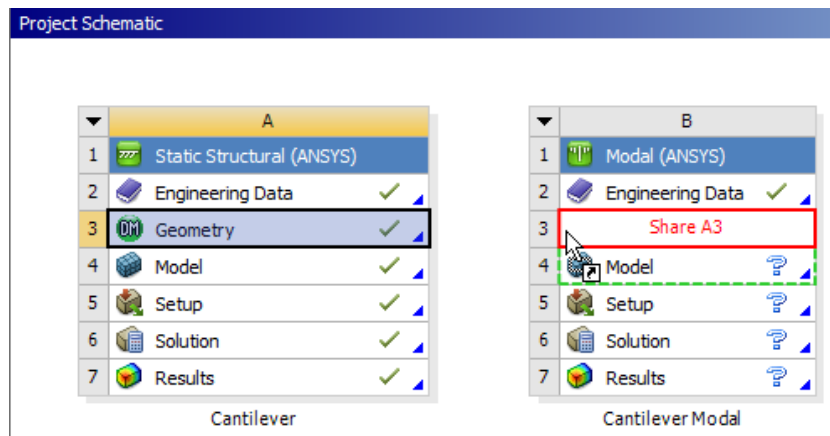 Project Schematic
A
1 Static Structural (ANSYS)
2 Engineering Data
3 DM Geometry
4 Model
5 Setup
6 Solution
7 Results
Cantilever
B
1 Modal (ANSYS)
2 Engineering Data
3 Share A3
4 Model ?
5 Setup ?
6 Solution ?
7 Results ?
Cantilever Modal